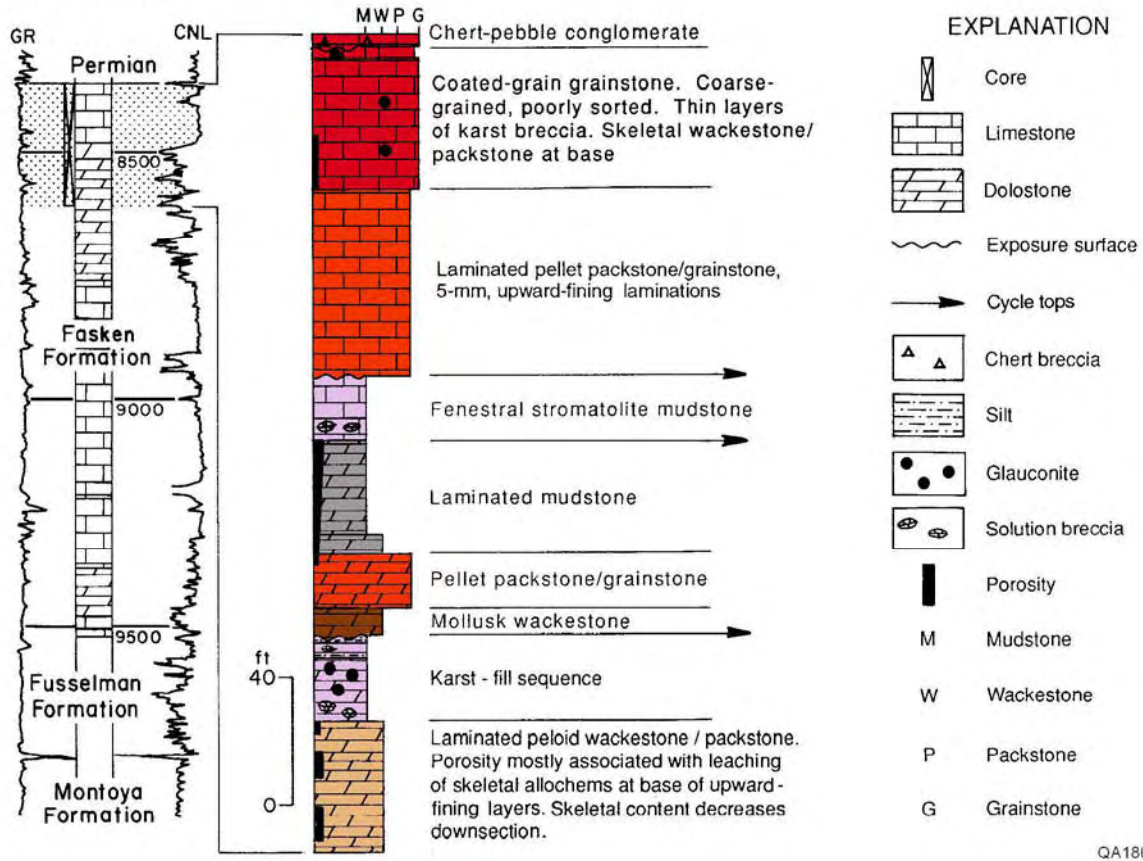 GR
CNL
Permian
8500
Fasken
Formation
9000
9500
Fusselman
Formation
Montoya
Formation
M W P G
ft
40
0
Chert-pebble conglomerate
Coated-grain grainstone. Coarse-
grained, poorly sorted. Thin layers
of karst breccia. Skeletal wackestone/
packstone at base
Laminated pellet packstone/grainstone,
5-mm, upward-fining laminations
Fenestral stromatolite mudstone
Laminated mudstone
Pellet packstone/grainstone
Mollusk wackestone
Karst - fill sequence
Laminated peloid wackestone / packstone.
Porosity mostly associated with leaching
of skeletal allochems at base of upward-
fining layers. Skeletal content decreases
downsection.
EXPLANATION
Core
Limestone
Dolostone
Exposure surface
Cycle tops
Chert breccia
Silt
Glauconite
Solution breccia
Porosity
M Mudstone
W Wackestone
P Packstone
G Grainstone